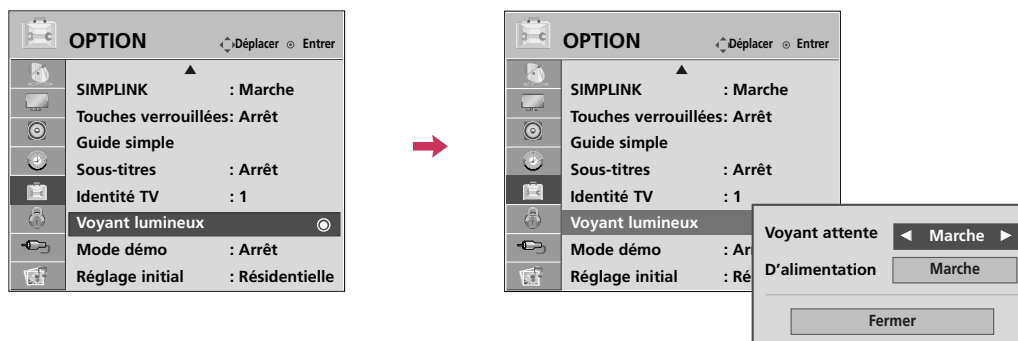 OPTION
Déplacer
Entrer
SIMPLINK : Marche
Touches verrouillées: Arrêt
Guide simple
Sous-titres : Arrêt
Identité TV : 1
Voyant lumineux
Mode démo : Arrêt
Réglage initial : Résidentielle
OPTION
Déplacer
Entrer
SIMPLINK : Marche
Touches verrouillées: Arrêt
Guide simple
Sous-titres : Arrêt
Identité TV : 1
Voyant lumineux
Mode démo : Ar
Réglage initial : Ré
Voyant attente ◀ Marche ▶
D'alimentation Marche
Fermer